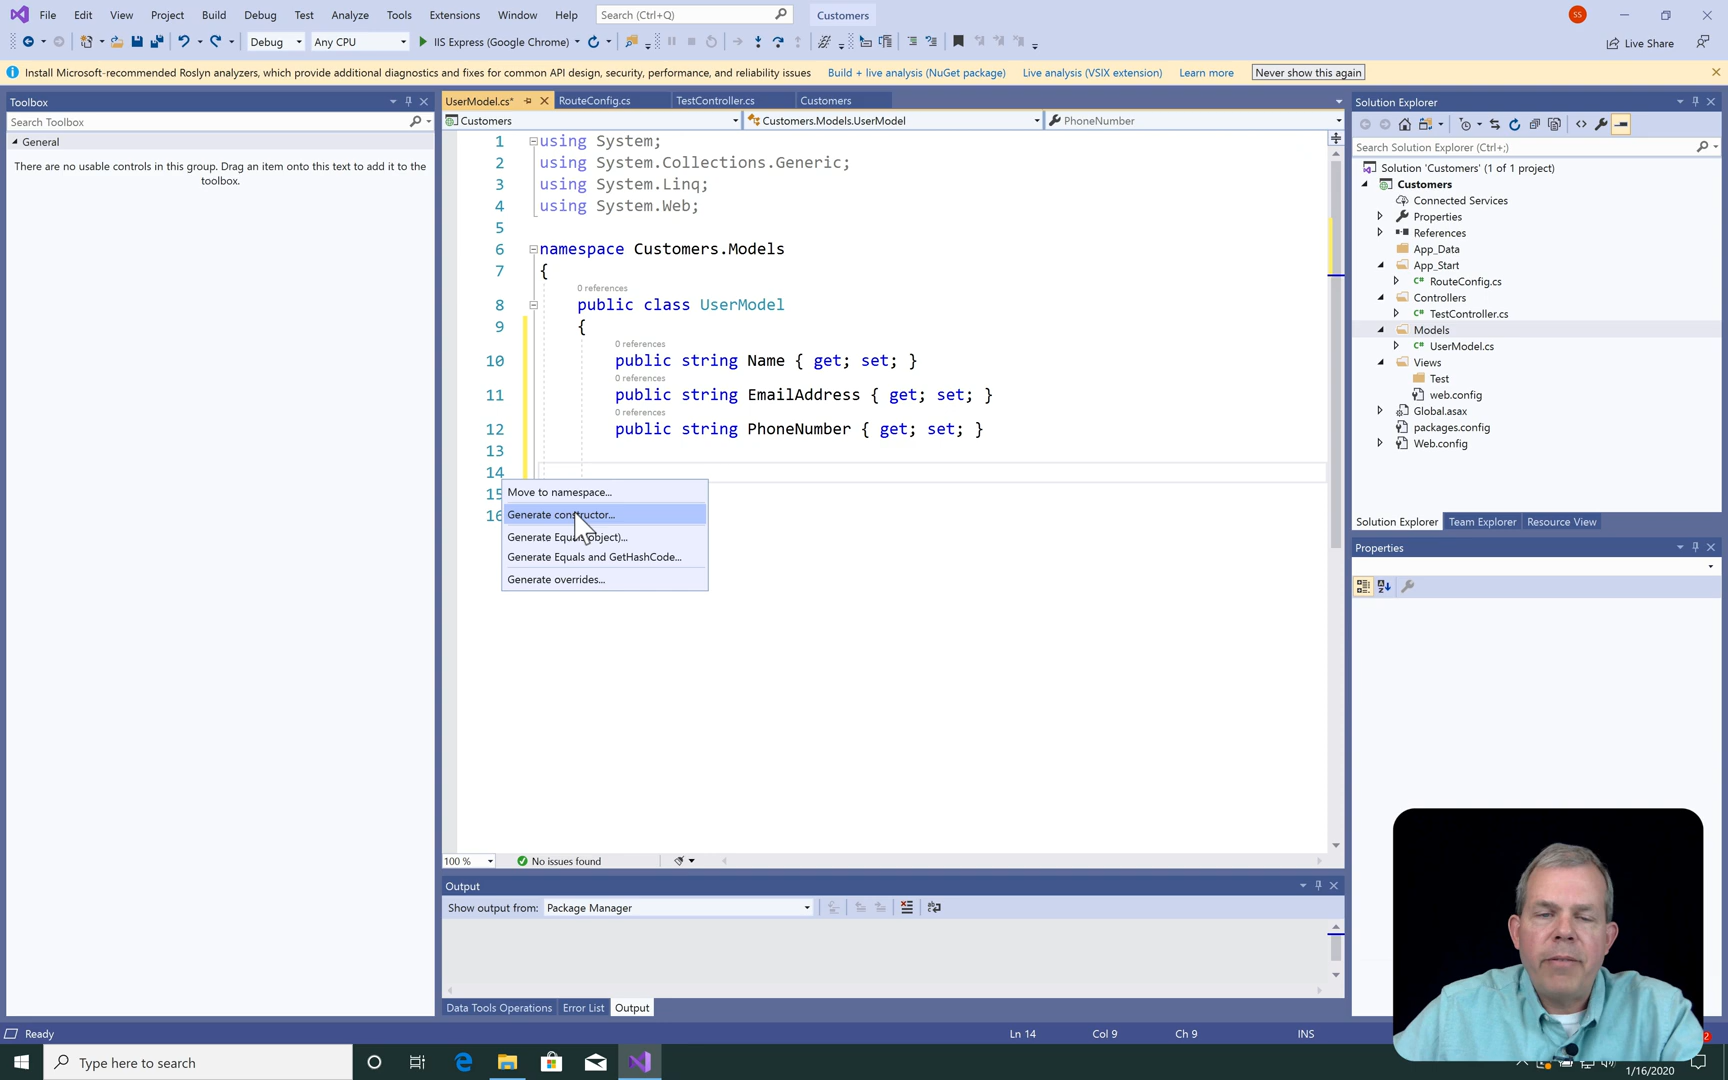 File Edit View Project Build Debug Test Analyze Tools Extensions Window Help Search (Ctrl+Q) Customers SS
Debug Any CPU IIS Express (Google Chrome) Live Share
Install Microsoft-recommended Roslyn analyzers, which provide additional diagnostics and fixes for common API design, security, performance, and reliability issues Build + live analysis (NuGet package) Live analysis (VSIX extension) Learn more Never show this again
Toolbox
Search Toolbox
General
There are no usable controls in this group. Drag an item onto this text to add it to the
toolbox.
UserModel.cs* RouteConfig.cs TestController.cs Customers
Customers Customers.Models.UserModel PhoneNumber
1 using System;
2 using System.Collections.Generic;
3 using System.Linq;
4 using System.Web;
5
6 namespace Customers.Models
7 {
0 references
8 public class UserModel
9 {
0 references
10 public string Name { get; set; }
0 references
11 public string EmailAddress { get; set; }
0 references
12 public string PhoneNumber { get; set; }
13
14
15
16
Move to namespace...
Generate constructor...
Generate Equals(object)...
Generate Equals and GetHashCode...
Generate overrides...
100 % No issues found
Output
Show output from: Package Manager
Data Tools Operations Error List Output
Solution Explorer
Search Solution Explorer (Ctrl+;)
Solution 'Customers' (1 of 1 project)
Customers
Connected Services
Properties
References
App_Data
App_Start
RouteConfig.cs
Controllers
TestController.cs
Models
UserModel.cs
Views
Test
web.config
Global.asax
packages.config
Web.config
Solution Explorer Team Explorer Resource View
Properties
Ready Ln 14 Col 9 Ch 9 INS
Type here to search
1/16/2020